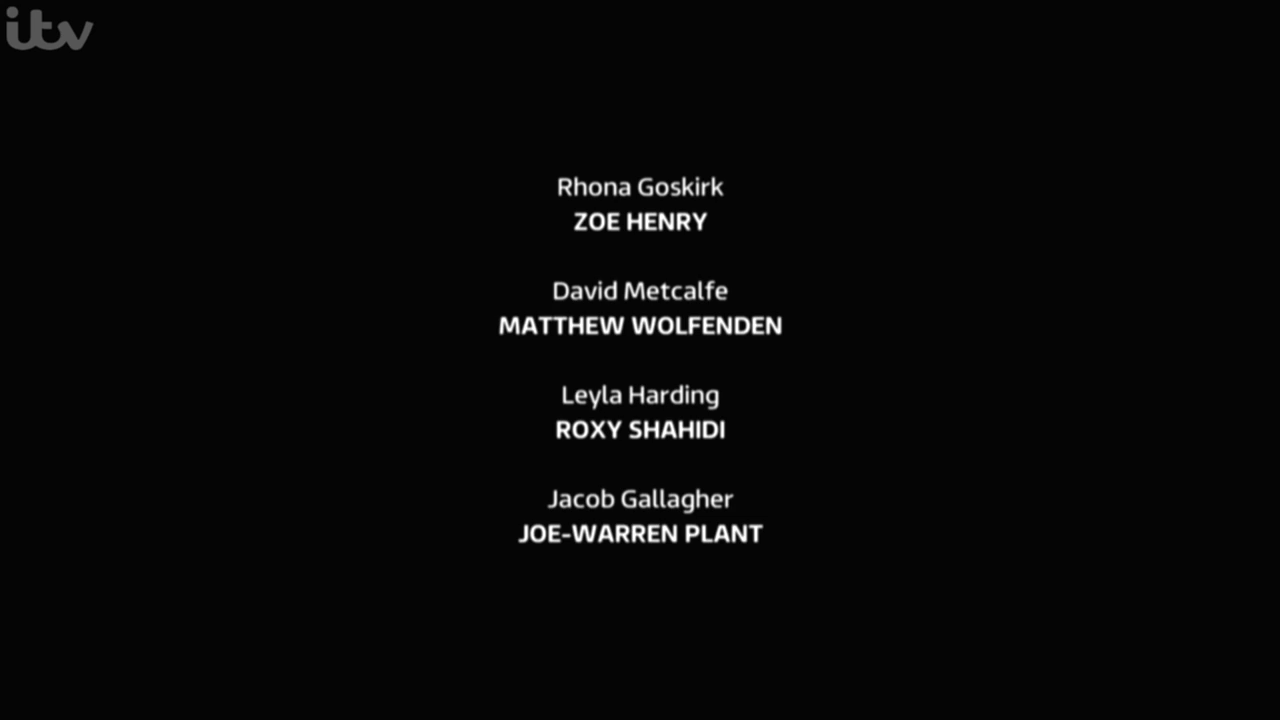 itv
Rhona Goskirk
ZOE HENRY
David Metcalfe
MATTHEW WOLFENDEN
Leyla Harding
ROXY SHAHIDI
Jacob Gallagher
JOE-WARREN PLANT